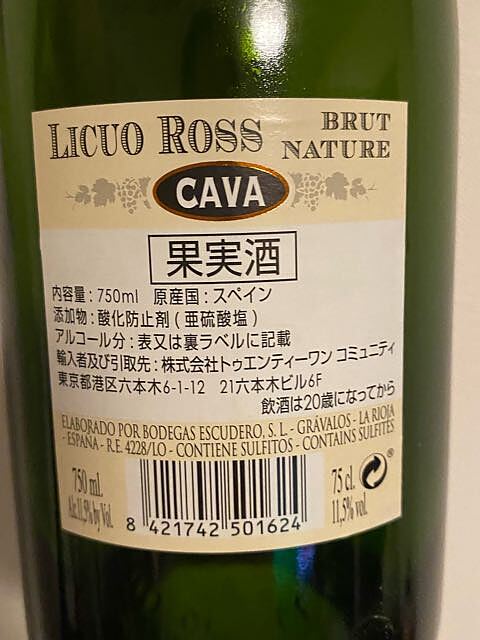 LICUO ROSS BRUT NATURE
CAVA
果実酒
内容量：750ml 原産国：スペイン
添加物：酸化防止剤（亜硫酸塩）
アルコール分：表又は裏ラベルに記載
輸入者及び引取先：株式会社トゥエンティーワン コミュニティ
東京都港区六本木6-1-12 21六本木ビル6F
飲酒は20歳になってから
ELABORADO POR BODEGAS ESCUDERO, S.L.- GRÁVALOS - LA RIOJA
- ESPAÑA - R.E. 4228/LO - CONTIENE SULFITOS - CONTAINS SULFITES
750 ml.
Alc.11,5% by Vol.
8 421742 501624
75 cl.
11,5% vol.
®